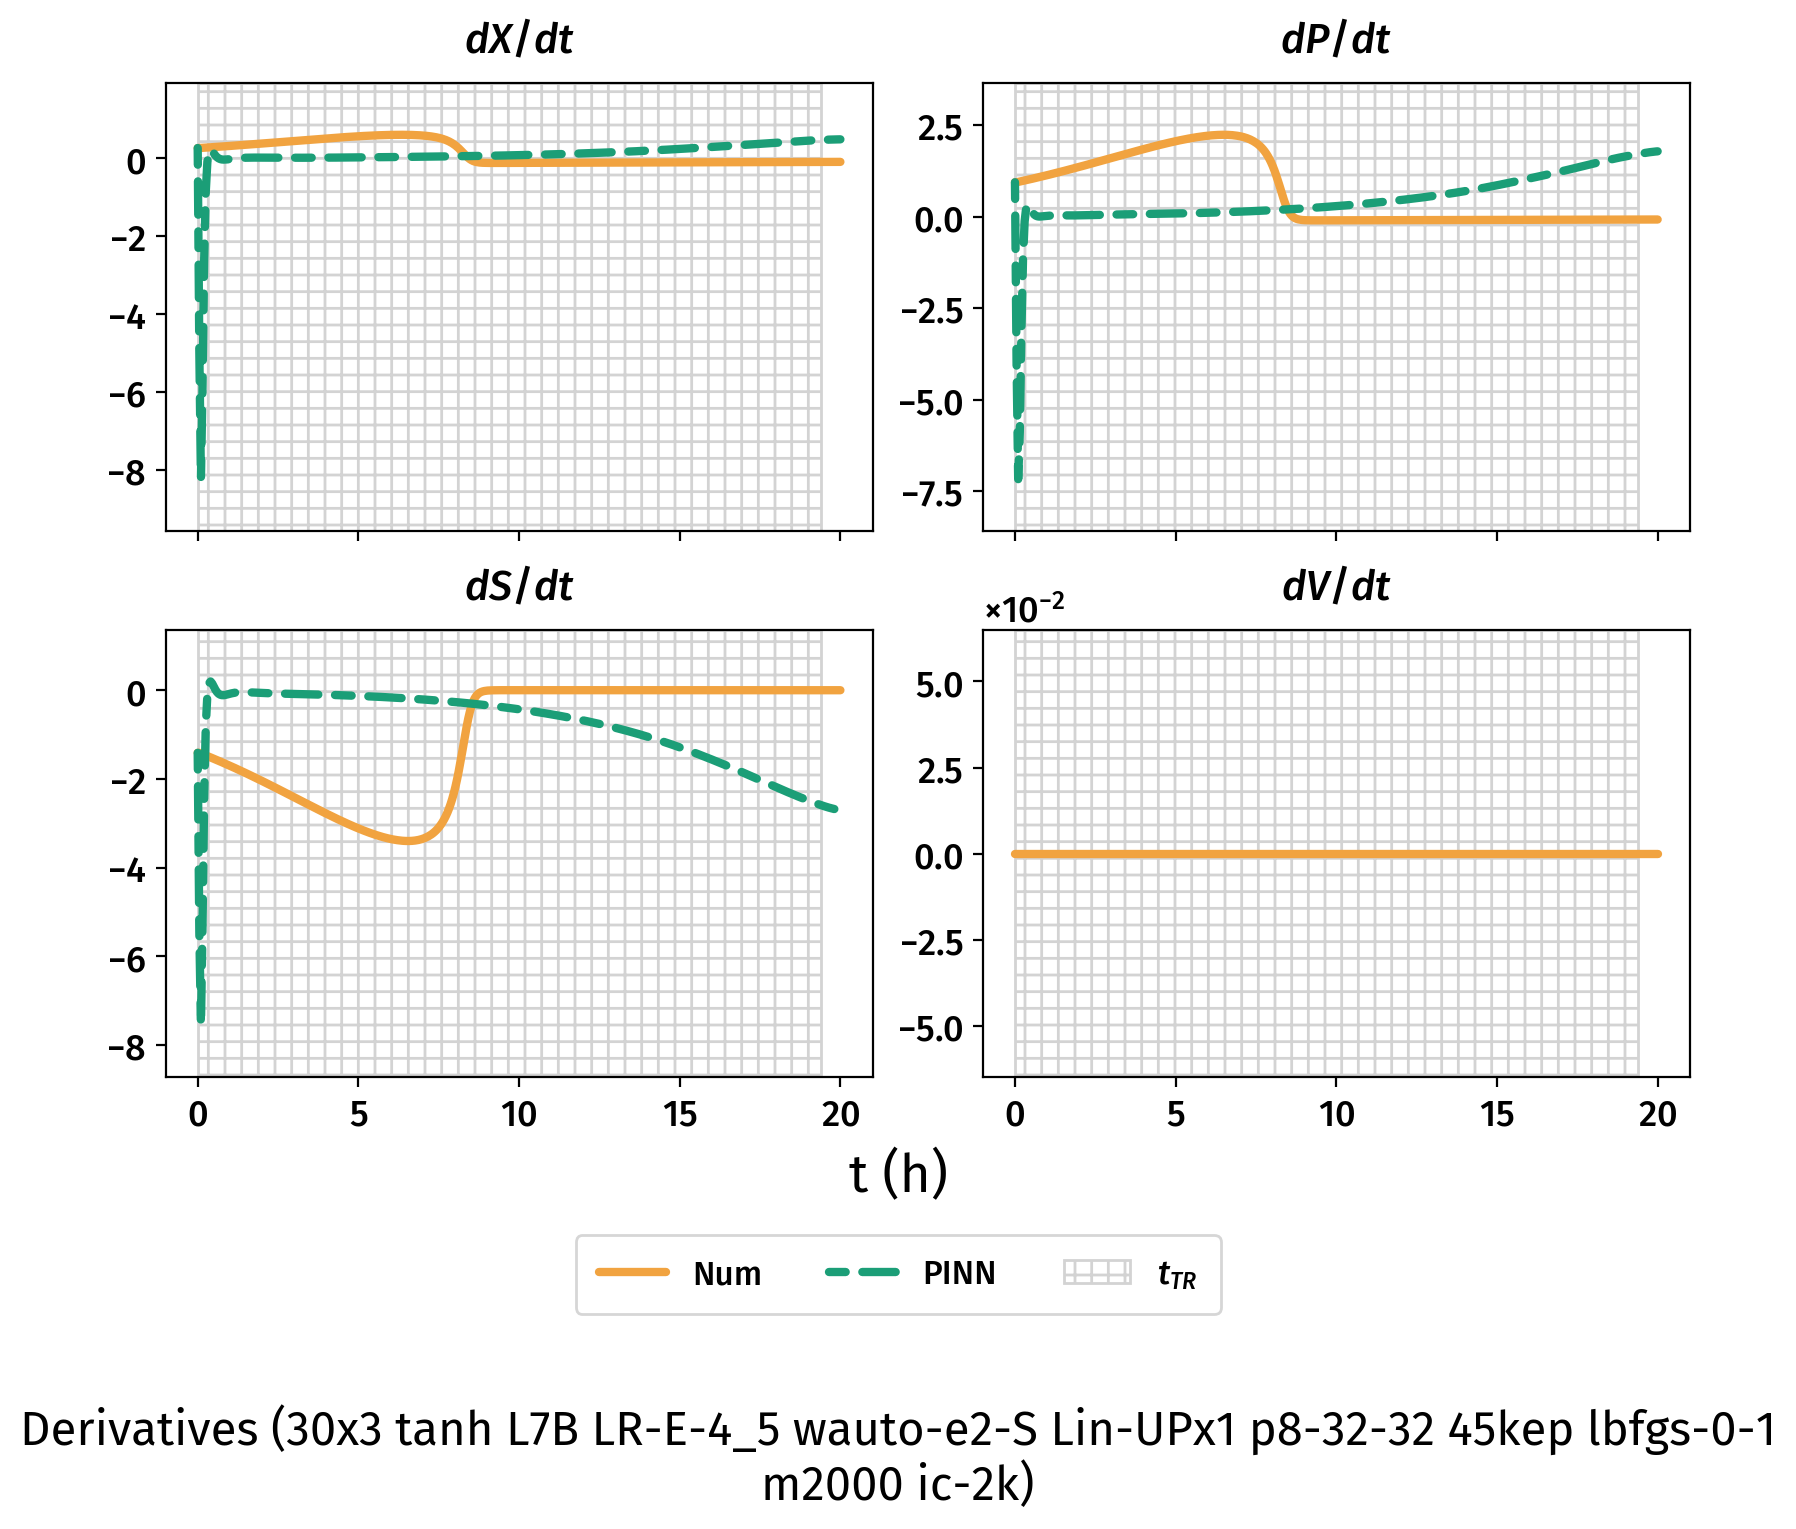 dX/dt
dP/dt
0
−2
−4
−6
−8
2.5
0.0
−2.5
−5.0
−7.5
dS/dt
dV/dt
×10⁻²
0
−2
−4
−6
−8
5.0
2.5
0.0
−2.5
−5.0
0 5 10 15 20
0 5 10 15 20
t (h)
Num PINN t_TR
Derivatives (30x3 tanh L7B LR-E-4_5 wauto-e2-S Lin-UPx1 p8-32-32 45kep lbfgs-0-1
m2000 ic-2k)